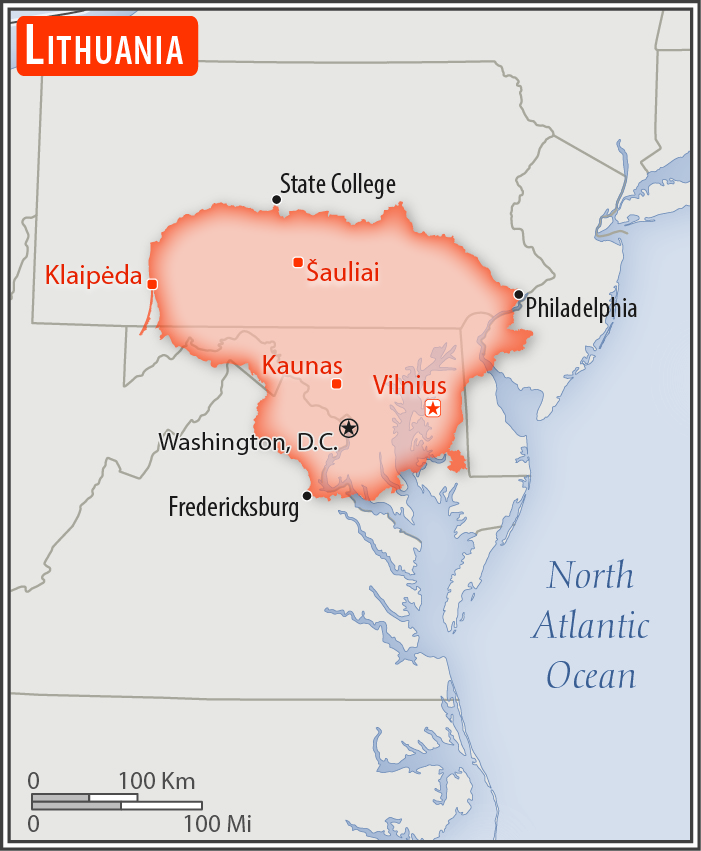 LITHUANIA
State College
Klaipėda
Šauliai
Philadelphia
Kaunas
Vilnius
Washington, D.C.
Fredericksburg
North
Atlantic
Ocean
0 100 Km
0 100 Mi